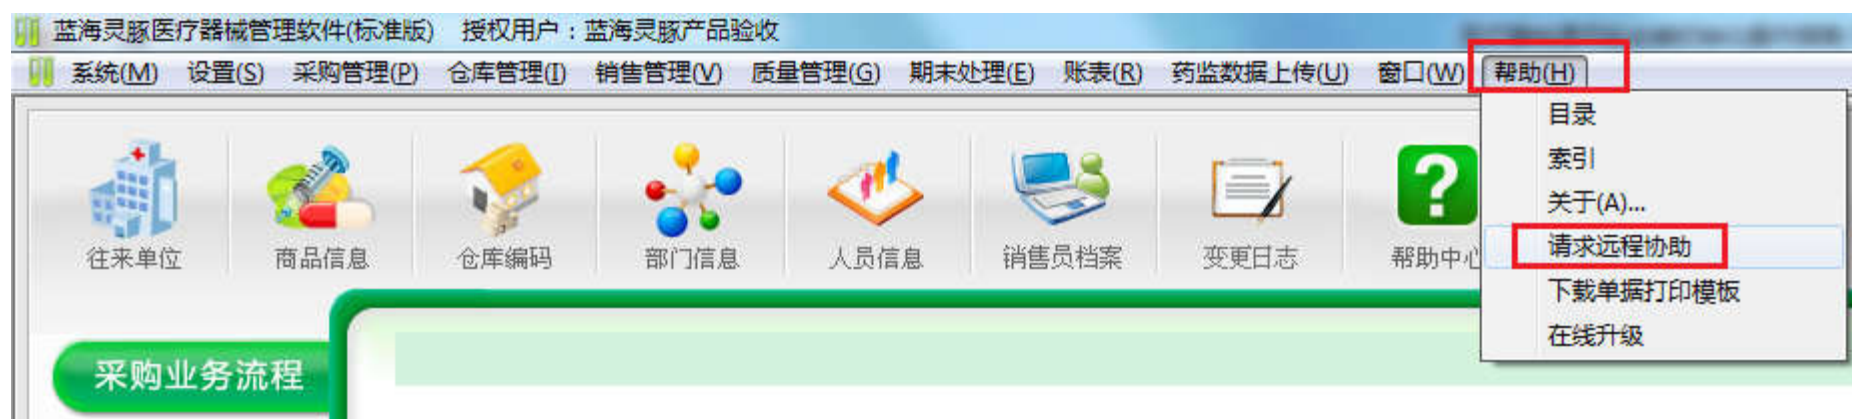 蓝海灵豚医疗器械管理软件(标准版) 授权用户：蓝海灵豚产品验收
系统(M) 设置(S) 采购管理(P) 仓库管理(I) 销售管理(V) 质量管理(G) 期末处理(E) 账表(R) 药监数据上传(U) 窗口(W) 帮助(H)
目录
索引
关于(A)...
请求远程协助
下载单据打印模板
在线升级
往来单位 商品信息 仓库编码 部门信息 人员信息 销售员档案 变更日志 帮助中心
采购业务流程